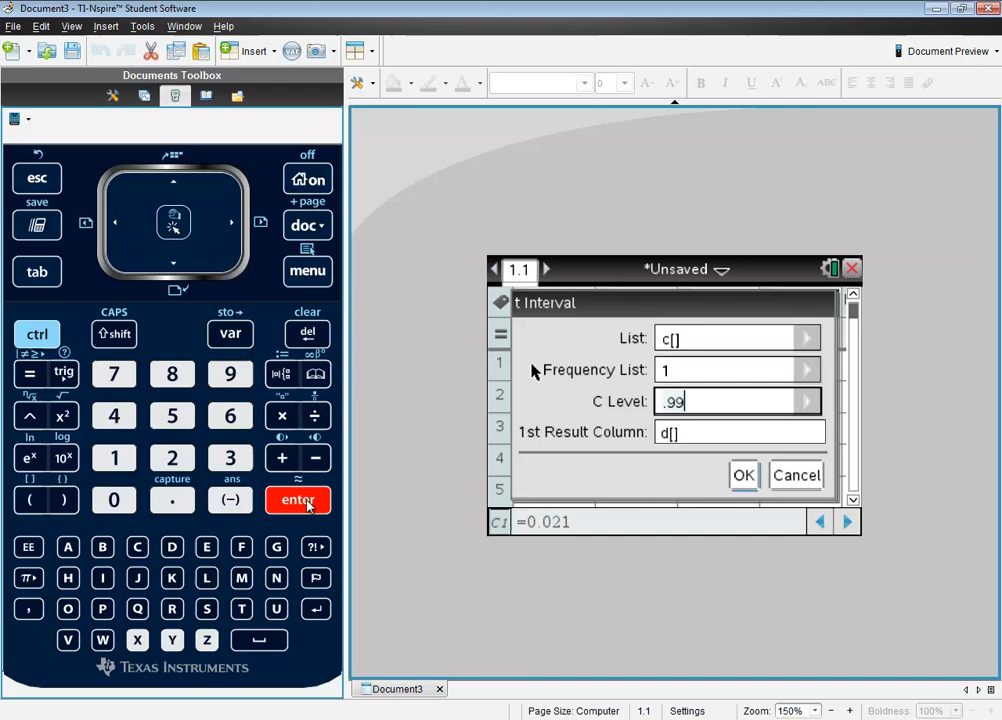 Document3 - TI-Nspire™ Student Software
File Edit View Insert Tools Window Help
Insert var Document Preview
Documents Toolbox
0 A- A+ B I U ABC
off
esc on
save + page
doc
tab menu
CAPS sto→ clear
ctrl shift var del
= trig 7 8 9
^ x² 4 5 6 × ÷
ln log
eˣ 10ˣ 1 2 3 + −
[ ] { } capture ans ≈
( ) 0 . (−) enter
EE A B C D E F G ?!
π H I J K L M N
, O P Q R S T U
V W X Y Z
TEXAS INSTRUMENTS
1.1 *Unsaved
t Interval
List: c[]
Frequency List: 1
C Level: .99
1st Result Column: d[]
OK Cancel
=
1
2
3
4
5
C1 =0.021
Document3
Page Size: Computer 1.1 Settings Zoom: 150% − + Boldness: 100% − +